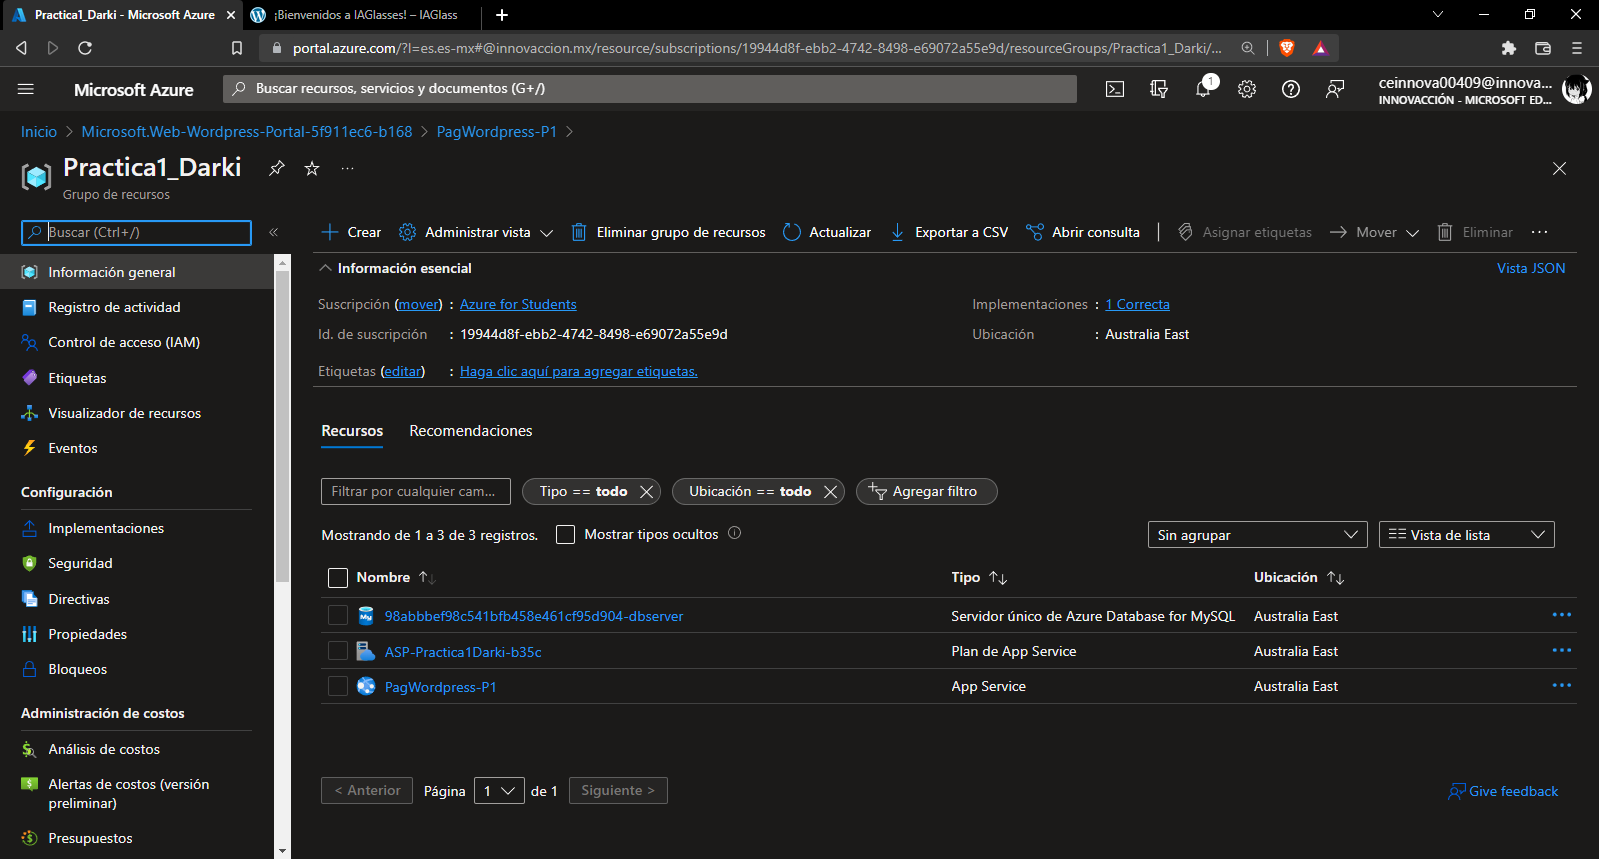 Practica1_Darki - Microsoft Azure
¡Bienvenidos a IAGlasses! – IAGlass
portal.azure.com/?l=es.es-mx#@innovaccion.mx/resource/subscriptions/19944d8f-ebb2-4742-8498-e69072a55e9d/resourceGroups/Practica1_Darki/...
Microsoft Azure
Buscar recursos, servicios y documentos (G+/)
1
ceinnova00409@innova...
INNOVACCIÓN - MICROSOFT ED...
Inicio > Microsoft.Web-Wordpress-Portal-5f911ec6-b168 > PagWordpress-P1 >
Practica1_Darki
Grupo de recursos
Buscar (Ctrl+/)
«
Crear
Administrar vista
Eliminar grupo de recursos
Actualizar
Exportar a CSV
Abrir consulta
Asignar etiquetas
Mover
Eliminar
Información general
Registro de actividad
Control de acceso (IAM)
Etiquetas
Visualizador de recursos
Eventos
Configuración
Implementaciones
Seguridad
Directivas
Propiedades
Bloqueos
Administración de costos
Análisis de costos
Alertas de costos (versión
preliminar)
Presupuestos
Información esencial
Vista JSON
Suscripción (mover) : Azure for Students
Implementaciones : 1 Correcta
Id. de suscripción : 19944d8f-ebb2-4742-8498-e69072a55e9d
Ubicación : Australia East
Etiquetas (editar) : Haga clic aquí para agregar etiquetas.
Recursos
Recomendaciones
Filtrar por cualquier cam...
Tipo == todo
Ubicación == todo
Agregar filtro
Mostrando de 1 a 3 de 3 registros.
Mostrar tipos ocultos
Sin agrupar
Vista de lista
Nombre
Tipo
Ubicación
98abbbef98c541bfb458e461cf95d904-dbserver
Servidor único de Azure Database for MySQL
Australia East
ASP-Practica1Darki-b35c
Plan de App Service
Australia East
PagWordpress-P1
App Service
Australia East
< Anterior
Página
1
de 1
Siguiente >
Give feedback